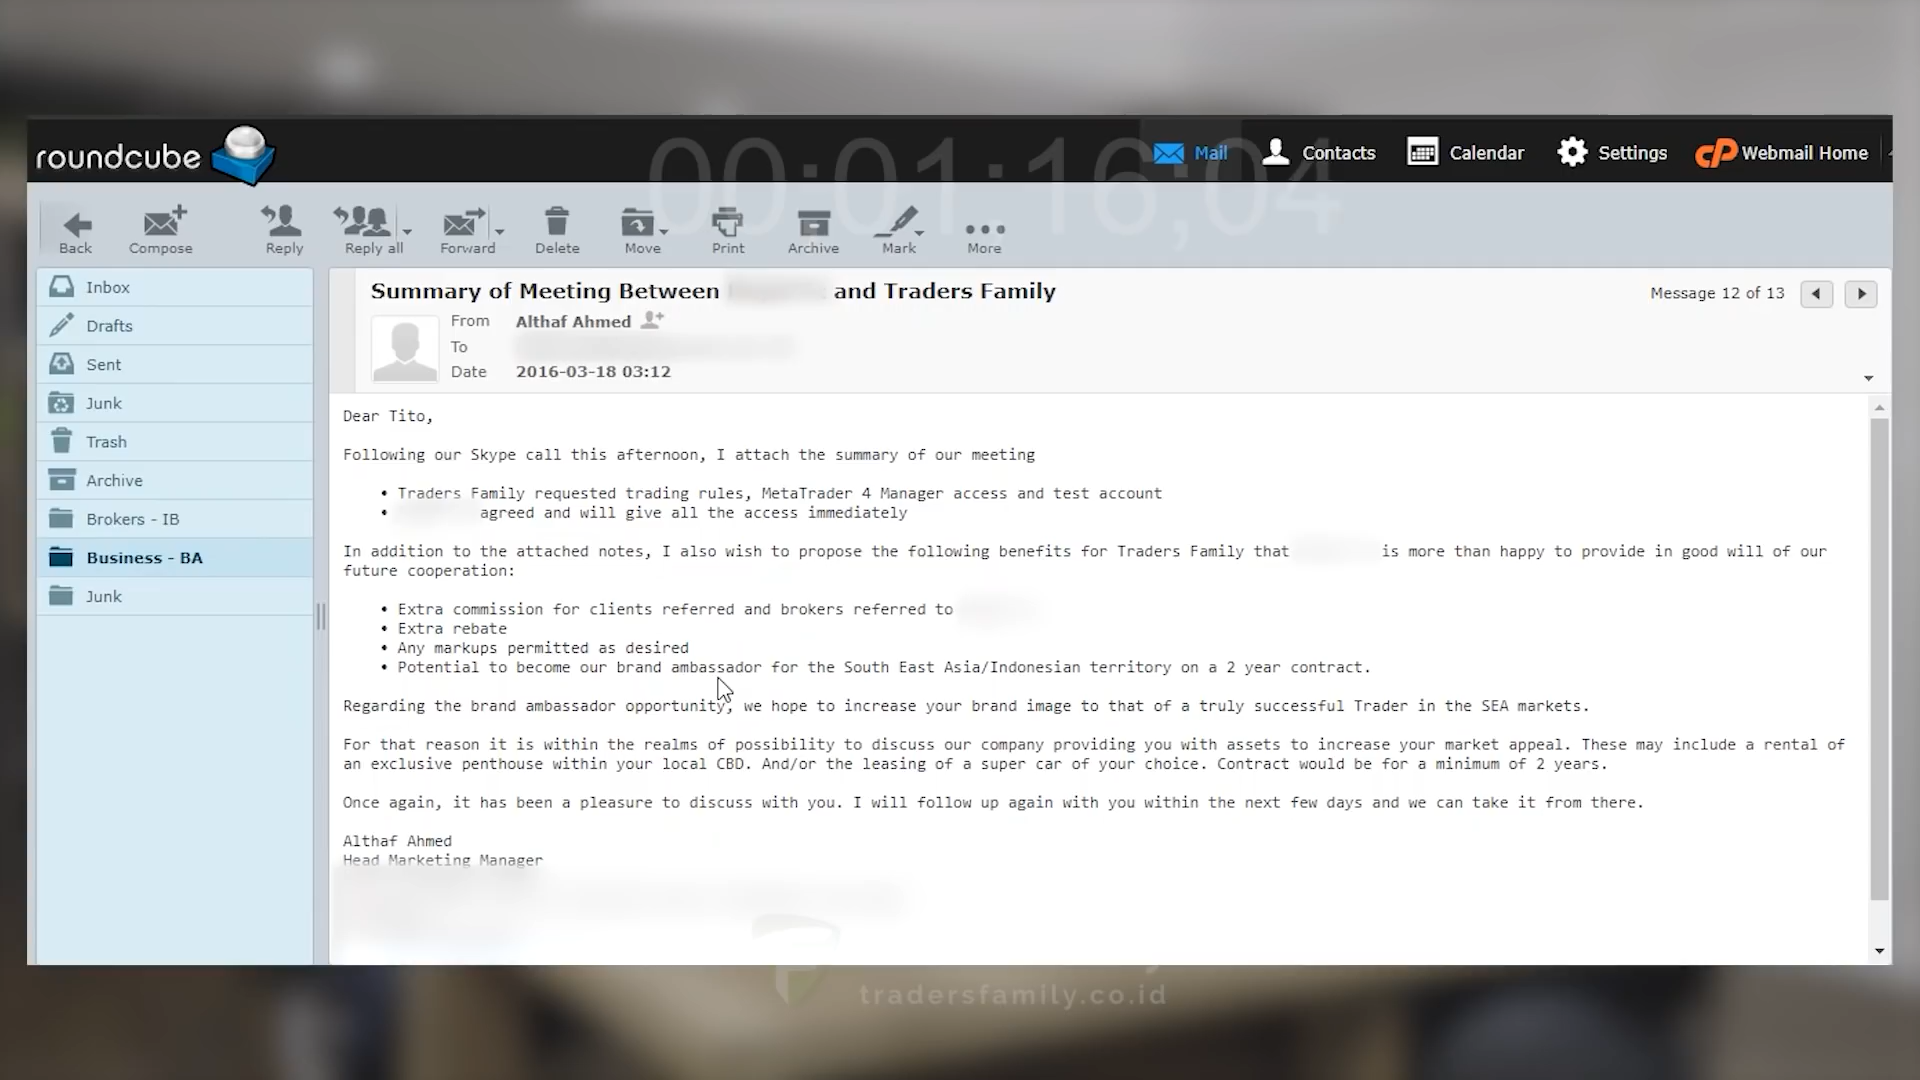 roundcube
00:01:16;04
Mail
Contacts
Calendar
Settings
cP Webmail Home
Back
Compose
Reply
Reply all
Forward
Delete
Move
Print
Archive
Mark
More
Inbox
Drafts
Sent
Junk
Trash
Archive
Brokers - IB
Business - BA
Junk
Summary of Meeting Between and Traders Family
Message 12 of 13
From Althaf Ahmed
To
Date 2016-03-18 03:12
Dear Tito,
Following our Skype call this afternoon, I attach the summary of our meeting
• Traders Family requested trading rules, MetaTrader 4 Manager access and test account
• agreed and will give all the access immediately
In addition to the attached notes, I also wish to propose the following benefits for Traders Family that is more than happy to provide in good will of our
future cooperation:
• Extra commission for clients referred and brokers referred to
• Extra rebate
• Any markups permitted as desired
• Potential to become our brand ambassador for the South East Asia/Indonesian territory on a 2 year contract.
Regarding the brand ambassador opportunity, we hope to increase your brand image to that of a truly successful Trader in the SEA markets.
For that reason it is within the realms of possibility to discuss our company providing you with assets to increase your market appeal. These may include a rental of
an exclusive penthouse within your local CBD. And/or the leasing of a super car of your choice. Contract would be for a minimum of 2 years.
Once again, it has been a pleasure to discuss with you. I will follow up again with you within the next few days and we can take it from there.
Althaf Ahmed
Head Marketing Manager
tradersfamily.co.id